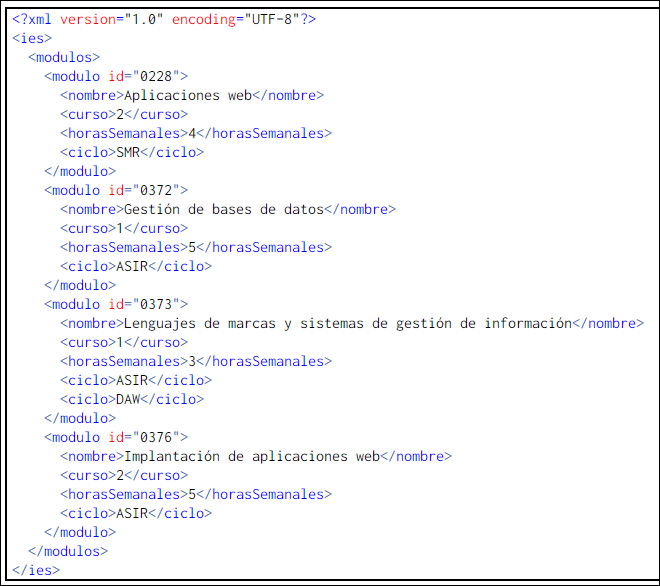 <?xml version="1.0" encoding="UTF-8"?>
<ies>
  <modulos>
    <modulo id="0228">
      <nombre>Aplicaciones web</nombre>
      <curso>2</curso>
      <horasSemanales>4</horasSemanales>
      <ciclo>SMR</ciclo>
    </modulo>
    <modulo id="0372">
      <nombre>Gestión de bases de datos</nombre>
      <curso>1</curso>
      <horasSemanales>5</horasSemanales>
      <ciclo>ASIR</ciclo>
    </modulo>
    <modulo id="0373">
      <nombre>Lenguajes de marcas y sistemas de gestión de información</nombre>
      <curso>1</curso>
      <horasSemanales>3</horasSemanales>
      <ciclo>ASIR</ciclo>
      <ciclo>DAW</ciclo>
    </modulo>
    <modulo id="0376">
      <nombre>Implantación de aplicaciones web</nombre>
      <curso>2</curso>
      <horasSemanales>5</horasSemanales>
      <ciclo>ASIR</ciclo>
    </modulo>
  </modulos>
</ies>